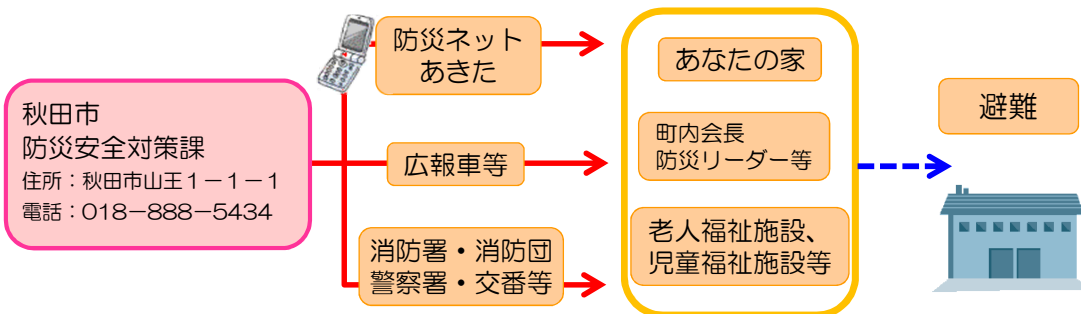 秋田市
防災安全対策課
住所：秋田市山王１－１－１
電話：018－888－5434
防災ネット
あきた
広報車等
消防署・消防団
警察署・交番等
あなたの家
町内会長
防災リーダー等
老人福祉施設、
児童福祉施設等
避難